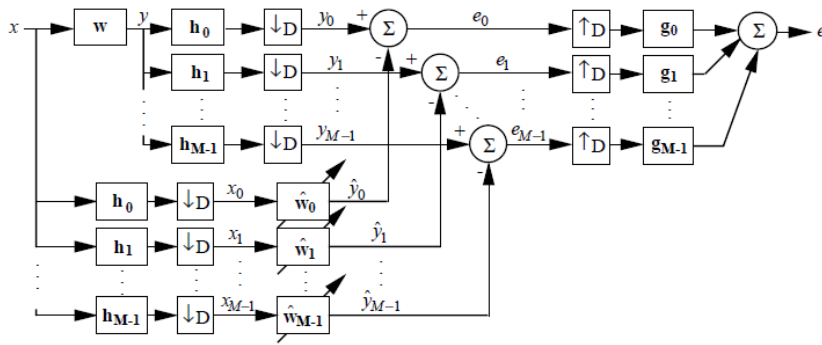 x w y h0 ↓D y0 + Σ e0 ↑D g0 Σ e
-
h1 ↓D y1 + Σ e1 ↑D g1
-
hM-1 ↓D yM−1 + Σ eM−1 ↑D gM-1
-
h0 ↓D x0 ŵ0 ŷ0
h1 ↓D x1 ŵ1 ŷ1
hM-1 ↓D xM−1 ŵM-1 ŷM−1